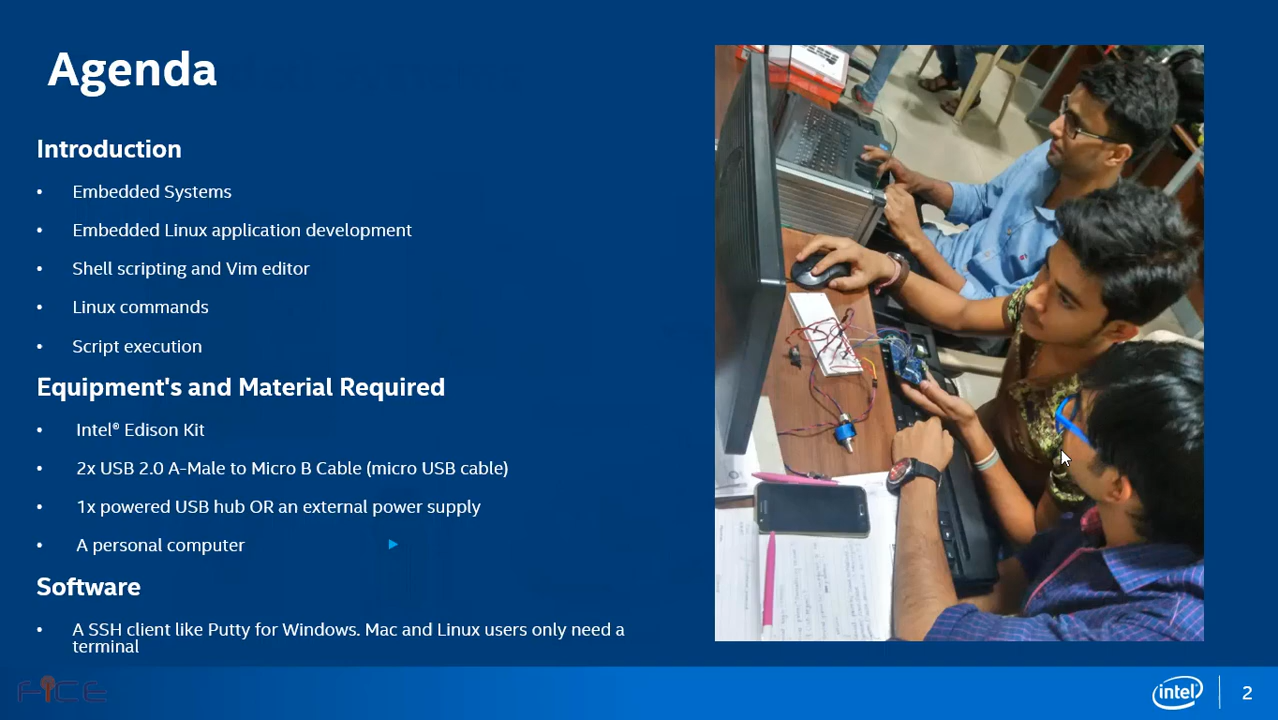 Agenda
Introduction
• Embedded Systems
• Embedded Linux application development
• Shell scripting and Vim editor
• Linux commands
• Script execution
Equipment's and Material Required
• Intel® Edison Kit
• 2x USB 2.0 A-Male to Micro B Cable (micro USB cable)
• 1x powered USB hub OR an external power supply
• A personal computer
Software
• A SSH client like Putty for Windows. Mac and Linux users only need a
terminal
FiCE
intel
2